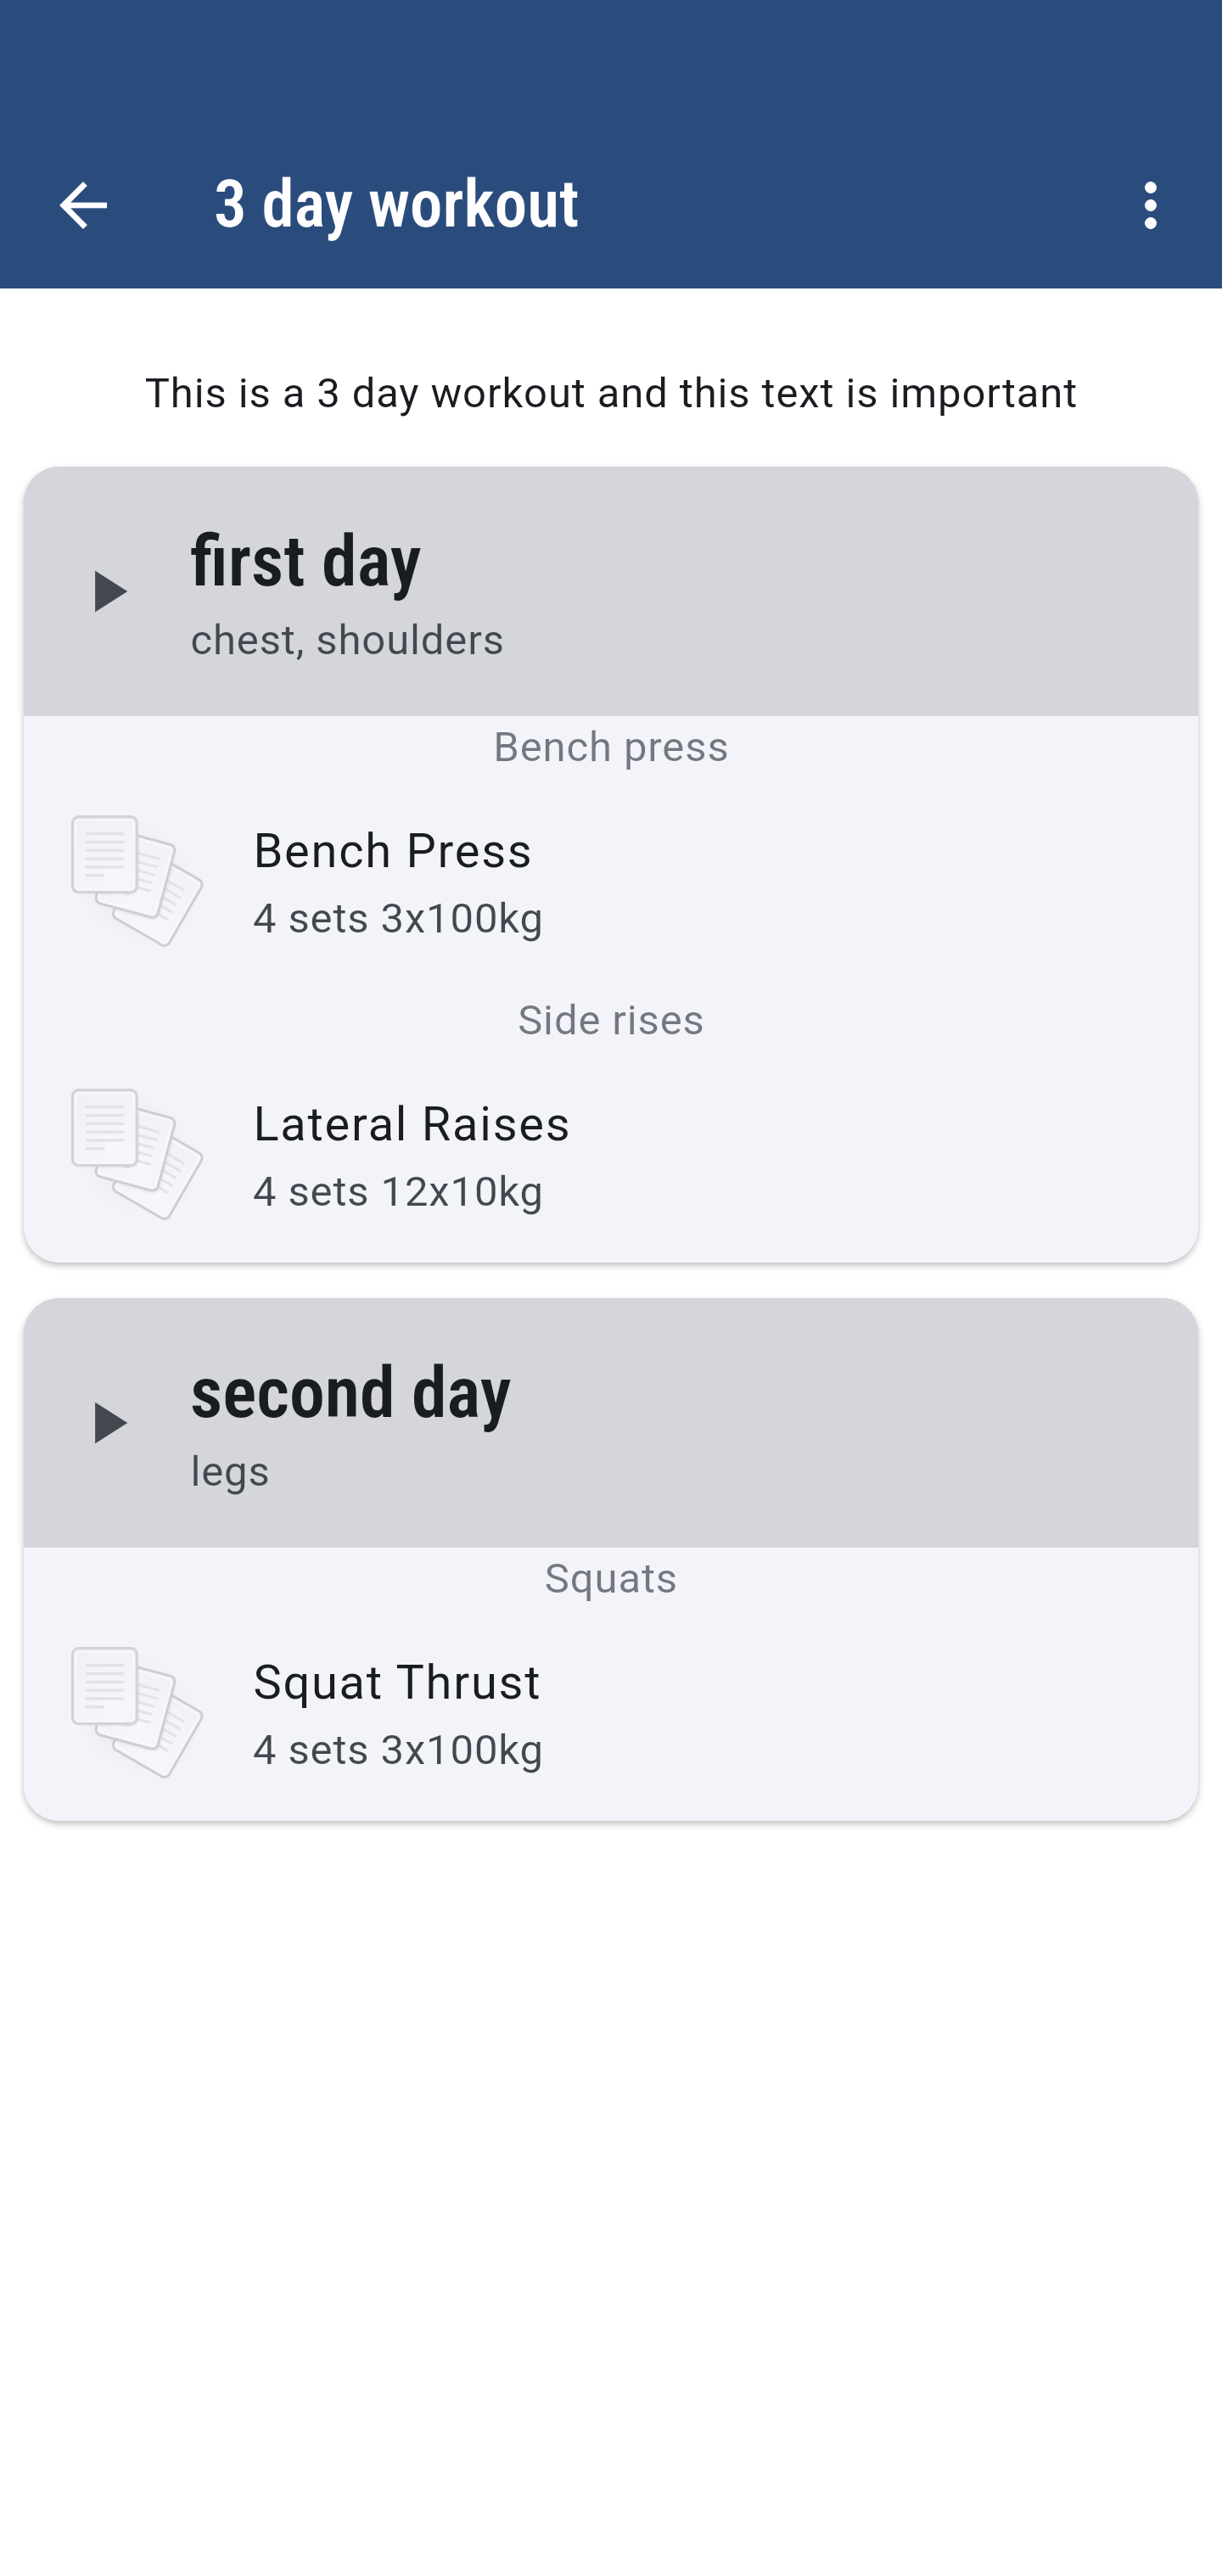 3 day workout
This is a 3 day workout and this text is important
first day
chest, shoulders
Bench press
Bench Press
4 sets 3x100kg
Side rises
Lateral Raises
4 sets 12x10kg
second day
legs
Squats
Squat Thrust
4 sets 3x100kg